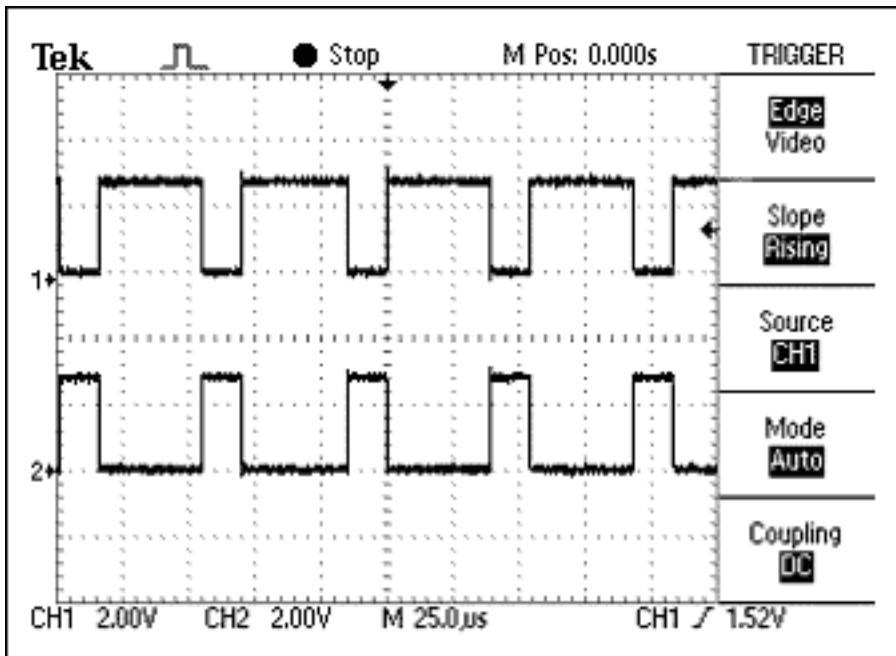 Tek Stop M Pos: 0.000s TRIGGER
Edge
Video
Slope
Rising
1
Source
CH1
Mode
Auto
2
Coupling
DC
CH1 2.00V CH2 2.00V M 25.0µs CH1 1.52V